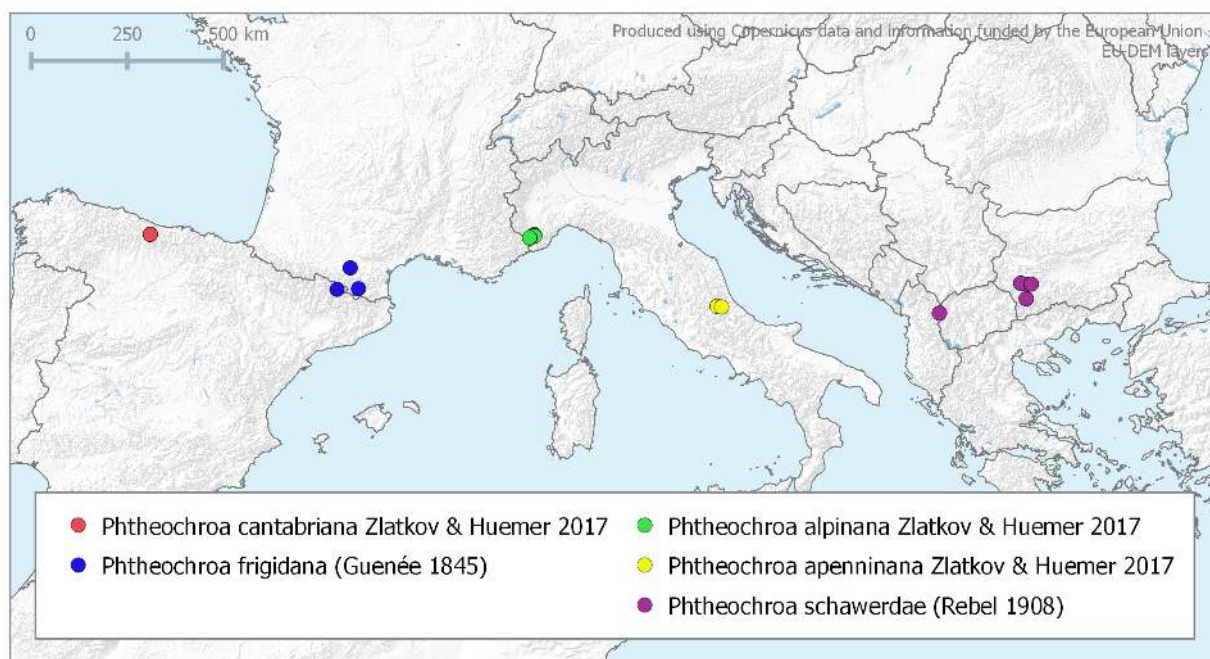 0 250 500 km
Produced using Copernicus data and information funded by the European Union -
EU-DEM layers
Phtheochroa cantabriana Zlatkov & Huemer 2017
Phtheochroa frigidana (Guenée 1845)
Phtheochroa alpinana Zlatkov & Huemer 2017
Phtheochroa apenninana Zlatkov & Huemer 2017
Phtheochroa schawerdae (Rebel 1908)